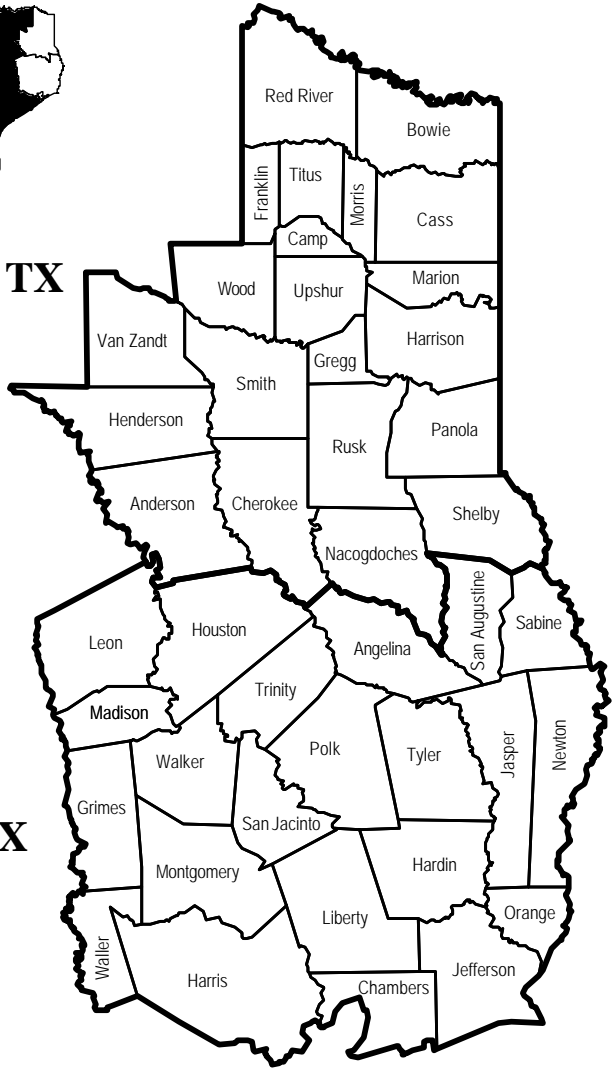 Red River
Bowie
Franklin
Titus
Morris
Cass
Camp
TX
Wood
Upshur
Marion
Van Zandt
Gregg
Harrison
Smith
Henderson
Rusk
Panola
Anderson
Cherokee
Shelby
Nacogdoches
San Augustine
Sabine
Leon
Houston
Angelina
Trinity
Madison
Polk
Tyler
Jasper
Newton
Walker
Grimes
San Jacinto
X
Hardin
Montgomery
Liberty
Orange
Waller
Harris
Chambers
Jefferson